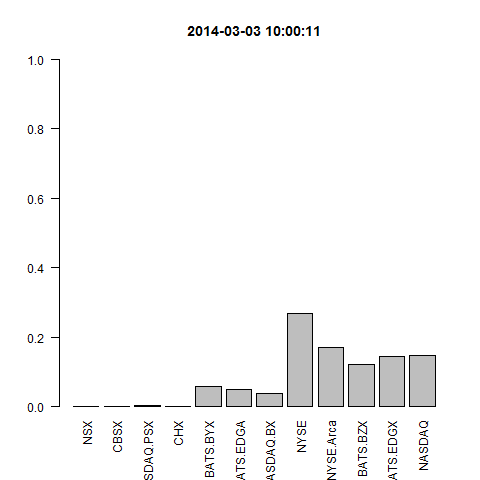 2014-03-03 10:00:11
1.0
0.8
0.6
0.4
0.2
0.0
NSX
CBSX
SDAQ.PSX
CHX
BATS.BYX
ATS.EDGA
ASDAQ.BX
NYSE
NYSE.Arca
BATS.BZX
ATS.EDGX
NASDAQ